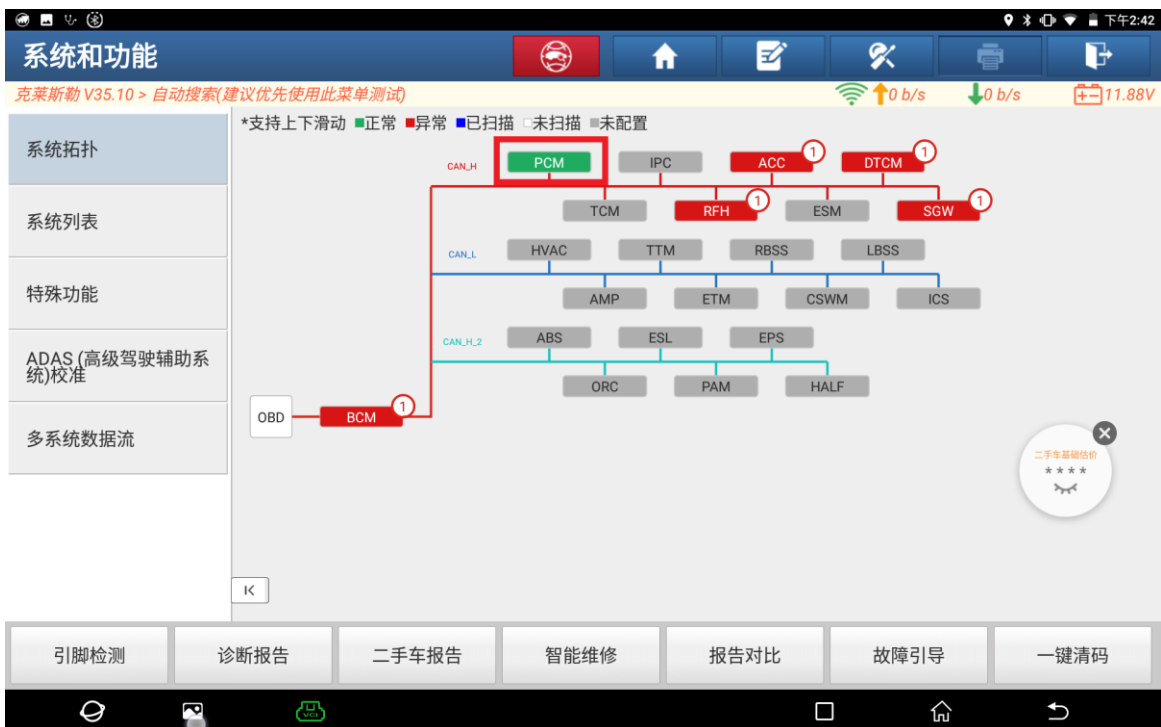 下午2:42
系统和功能
克莱斯勒 V35.10 > 自动搜索(建议优先使用此菜单测试)
0 b/s
0 b/s
11.88V
系统拓扑
系统列表
特殊功能
ADAS (高级驾驶辅助系
统)校准
多系统数据流
*支持上下滑动 正常 异常 已扫描 未扫描 未配置
CAN_H
PCM
IPC
ACC
1
DTCM
1
TCM
RFH
1
ESM
SGW
1
CAN_L
HVAC
TTM
RBSS
LBSS
AMP
ETM
CSWM
ICS
CAN_H_2
ABS
ESL
EPS
ORC
PAM
HALF
OBD
BCM
1
二手车基础估价
****
引脚检测
诊断报告
二手车报告
智能维修
报告对比
故障引导
一键清码
VCI